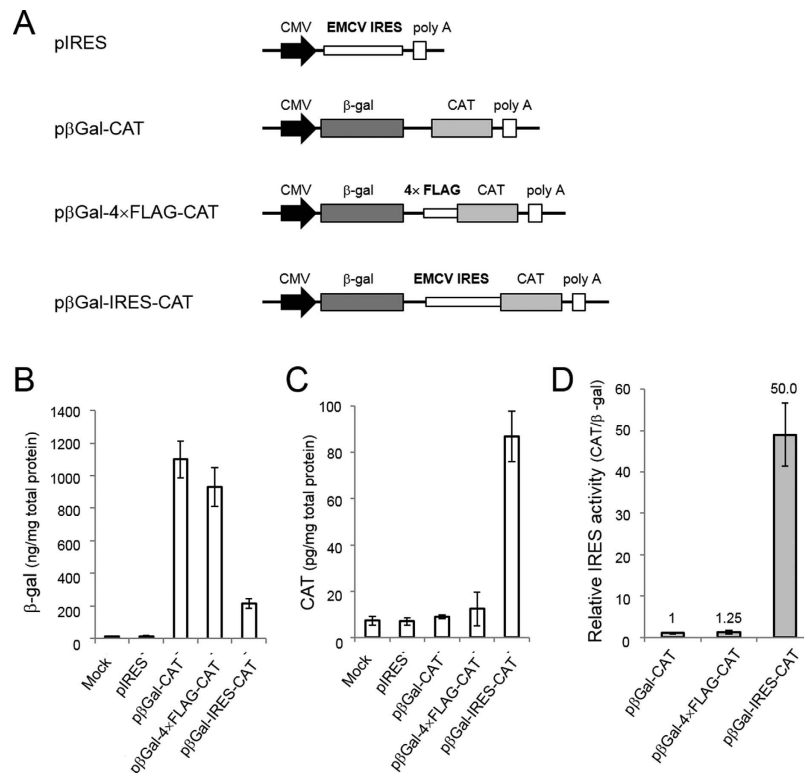 A
pIRES
CMV EMCV IRES poly A
pβGal-CAT
CMV β-gal CAT poly A
pβGal-4×FLAG-CAT
CMV β-gal 4× FLAG CAT poly A
pβGal-IRES-CAT
CMV β-gal EMCV IRES CAT poly A
B
β-gal (ng/mg total protein)
1400
1200
1000
800
600
400
200
0
Mock
pIRES
pβGal-CAT
pβGal-4×FLAG-CAT
pβGal-IRES-CAT
C
CAT (pg/mg total protein)
100
80
60
40
20
0
Mock
pIRES
pβGal-CAT
pβGal-4×FLAG-CAT
pβGal-IRES-CAT
D
Relative IRES activity (CAT/β -gal)
60
50
40
30
20
10
0
1
1.25
50.0
pβGal-CAT
pβGal-4×FLAG-CAT
pβGal-IRES-CAT